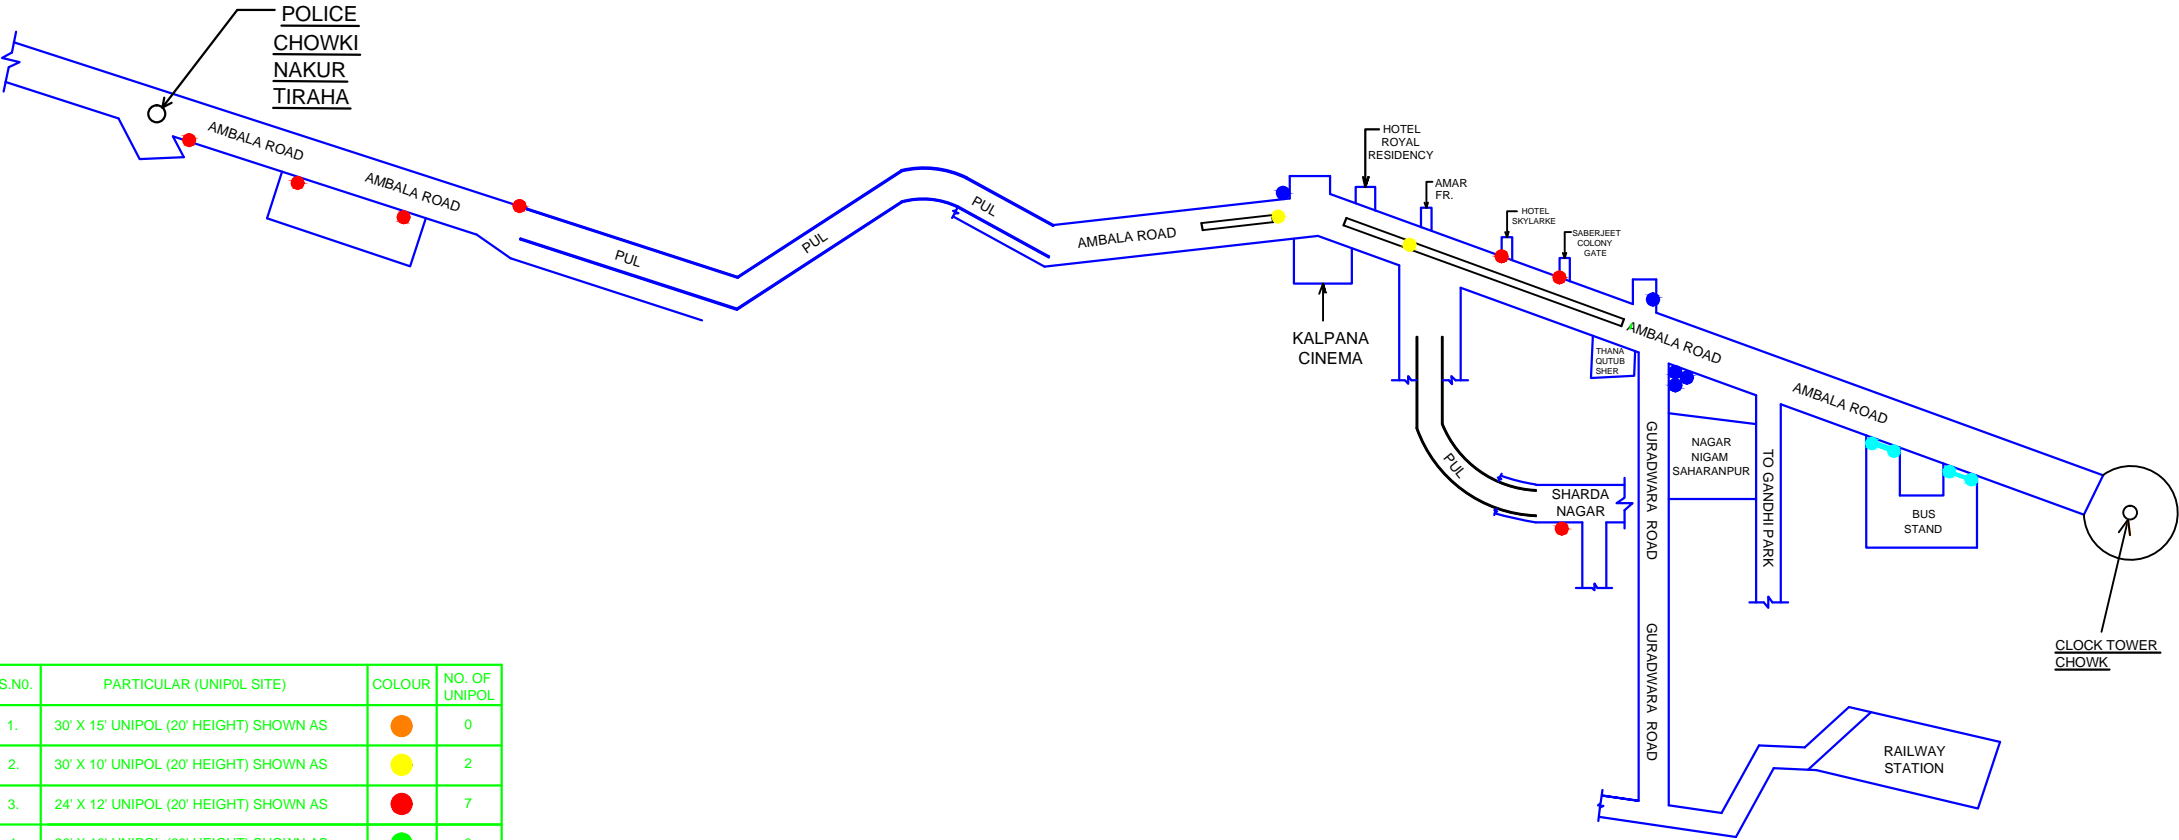 POLICE
CHOWKI
NAKUR
TIRAHA
AMBALA ROAD
AMBALA ROAD
PUL
PUL
PUL
AMBALA ROAD
HOTEL
ROYAL
RESIDENCY
AMAR
FR.
HOTEL
SKYLARKE
SABERJEET
COLONY
GATE
KALPANA
CINEMA
THANA
QUTUB
SHER
AMBALA ROAD
AMBALA ROAD
PUL
SHARDA
NAGAR
GURADWARA ROAD
NAGAR
NIGAM
SAHARANPUR
TO GANDHI PARK
BUS
STAND
GURADWARA ROAD
CLOCK TOWER
CHOWK
RAILWAY
STATION
S.N0. PARTICULAR (UNIP0L SITE) COLOUR NO. OF
UNIPOL
1. 30' X 15' UNIPOL (20' HEIGHT) SHOWN AS 0
2. 30' X 10' UNIPOL (20' HEIGHT) SHOWN AS 2
3. 24' X 12' UNIPOL (20' HEIGHT) SHOWN AS 7